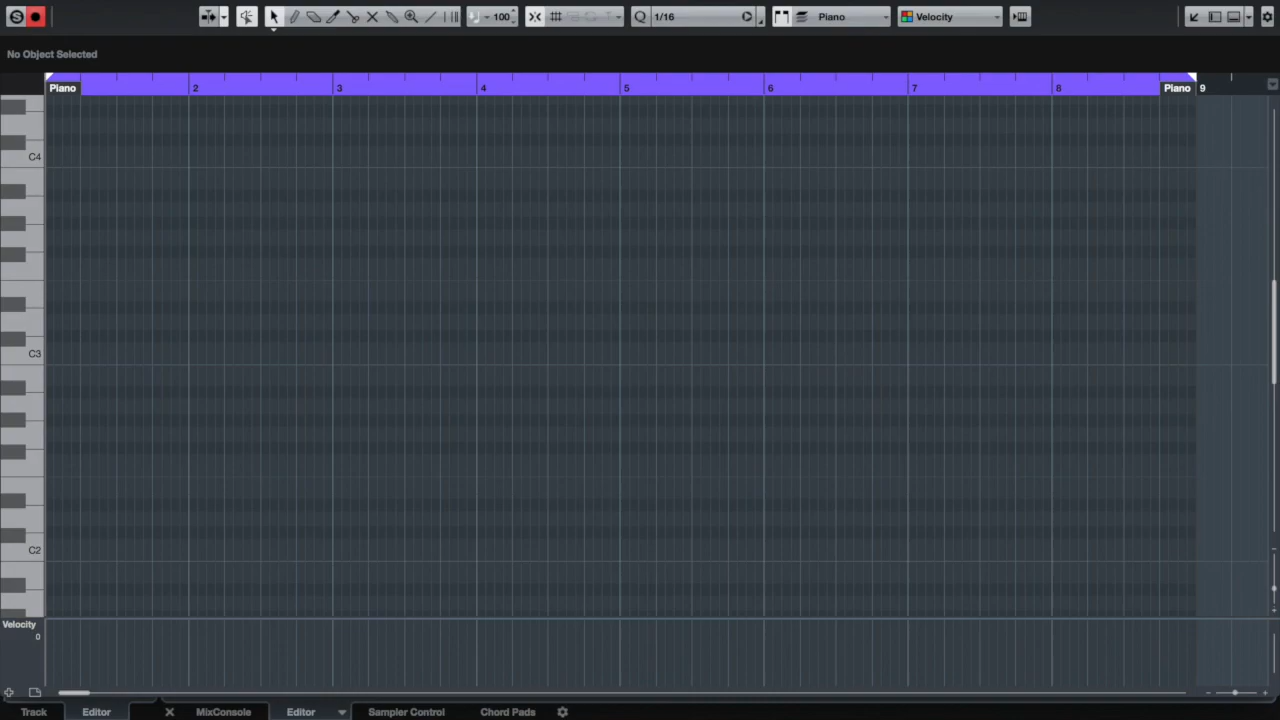 100 Q 1/16 Piano Velocity
No Object Selected
Piano 2 3 4 5 6 7 8 Piano 9
C4
C3
C2
Velocity
0
Track Editor MixConsole Editor Sampler Control Chord Pads